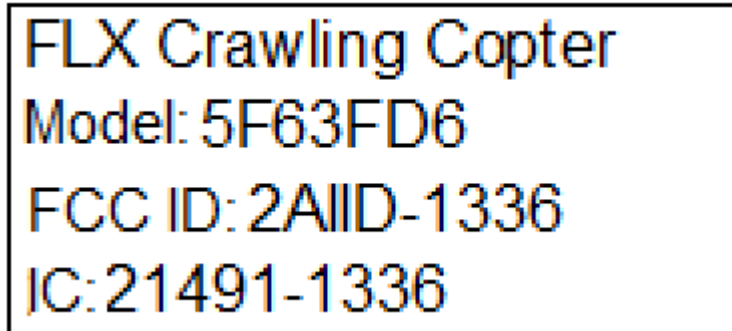 FLX Crawling Copter
Model: 5F63FD6
FCC ID: 2AIID-1336
IC: 21491-1336